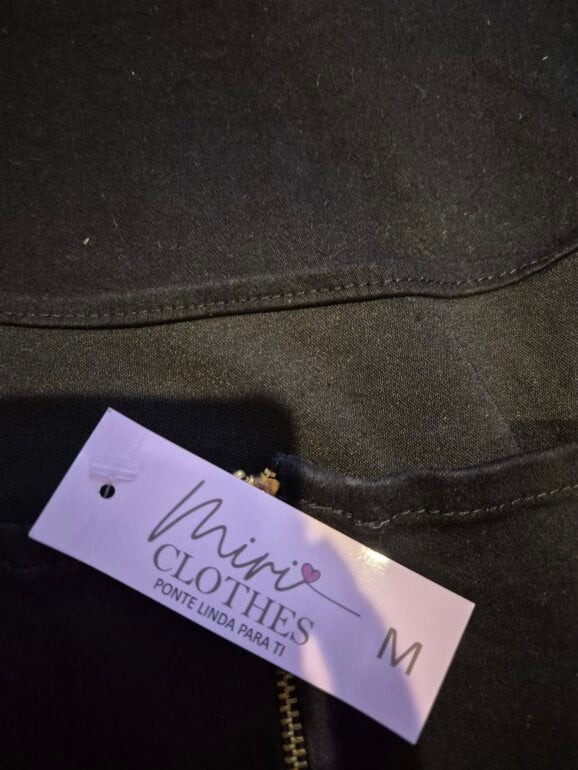 Miri
CLOTHES
PONTE LINDA PARA TI
M